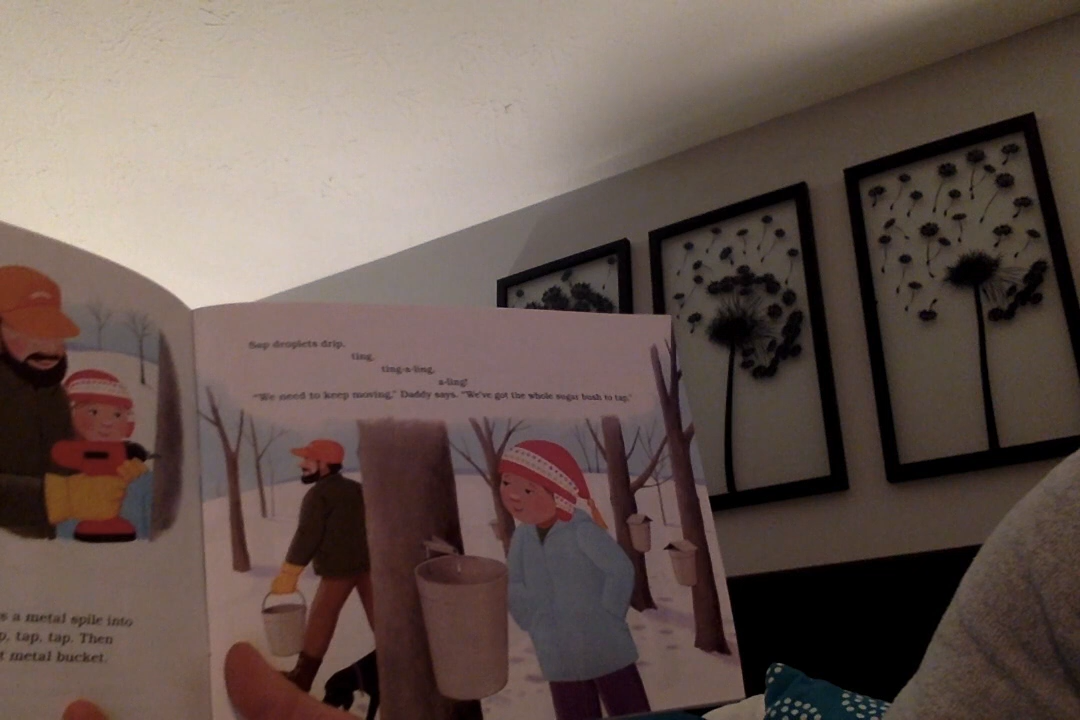 s a metal spile into
p, tap, tap. Then
t metal bucket.
Sap droplets drip.
ting,
ting-a-ling,
a-ling!
"We need to keep moving," Daddy says. "We've got the whole sugar bush to tap."